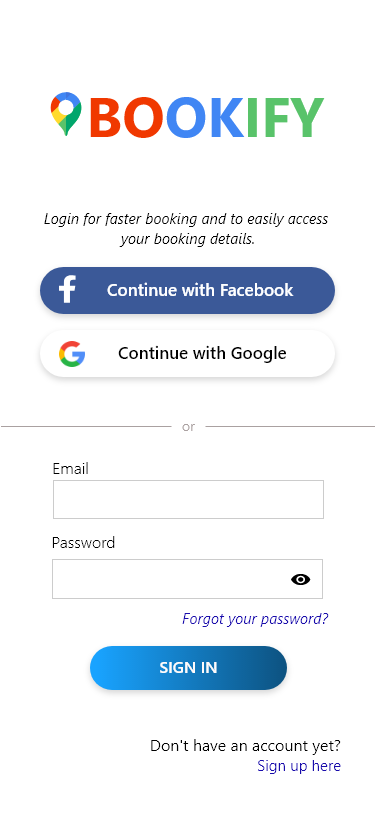 BOOKIFY
Login for faster booking and to easily access
your booking details.
Continue with Facebook
Continue with Google
or
Email
Password
Forgot your password?
SIGN IN
Don't have an account yet?
Sign up here